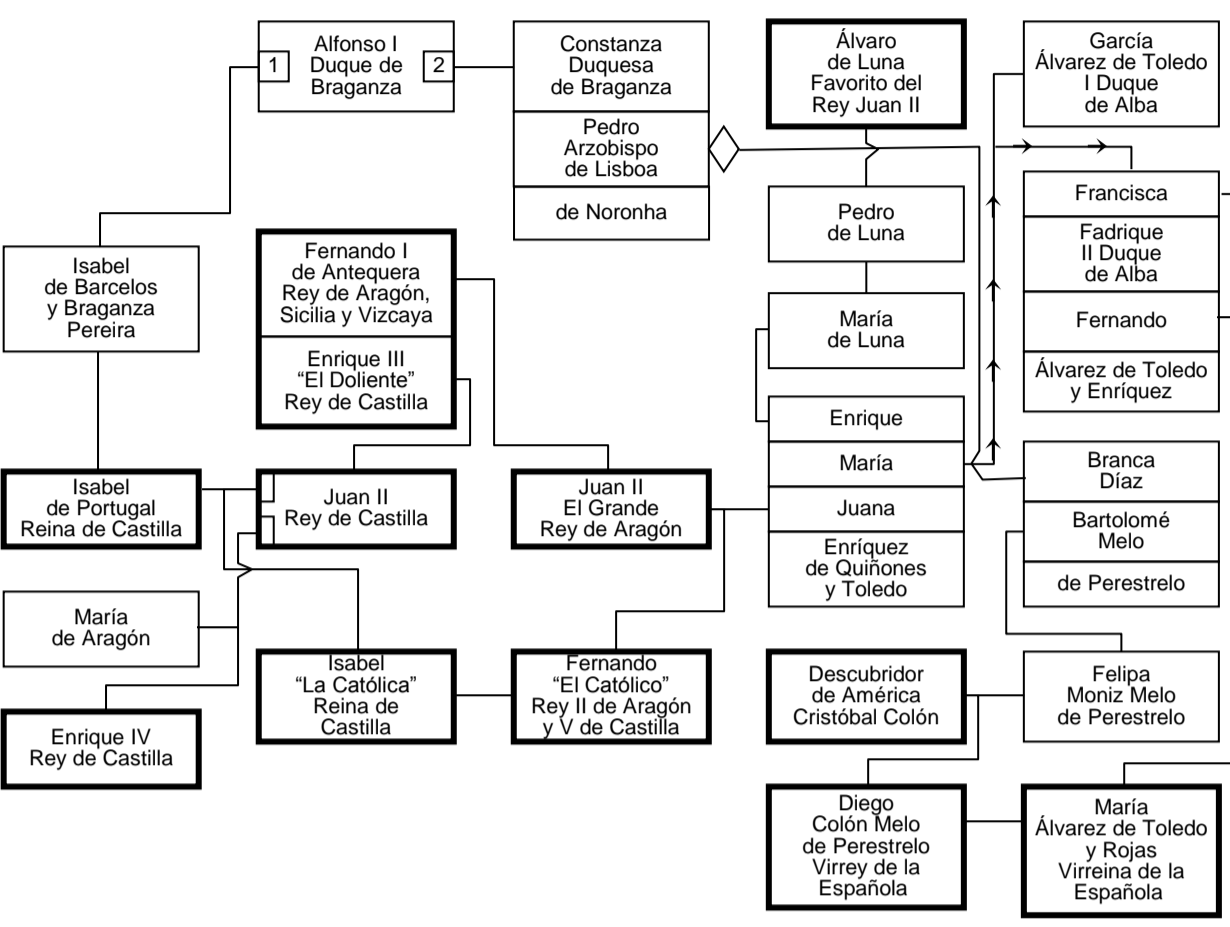 Alfonso I
Duque de
Braganza
1
2
Constanza
Duquesa
de Braganza
Pedro
Arzobispo
de Lisboa
de Noronha
Álvaro
de Luna
Favorito del
Rey Juan II
García
Álvarez de Toledo
I Duque
de Alba
Francisca
Fadrique
II Duque
de Alba
Fernando
Álvarez de Toledo
y Enríquez
Pedro
de Luna
María
de Luna
Isabel
de Barcelos
y Braganza
Pereira
Fernando I
de Antequera
Rey de Aragón,
Sicilia y Vizcaya
Enrique III
“El Doliente”
Rey de Castilla
Enrique
María
Juana
Enríquez
de Quiñones
y Toledo
Branca
Díaz
Bartolomé
Melo
de Perestrelo
Isabel
de Portugal
Reina de Castilla
Juan II
Rey de Castilla
Juan II
El Grande
Rey de Aragón
María
de Aragón
Enrique IV
Rey de Castilla
Isabel
“La Católica”
Reina de
Castilla
Fernando
“El Católico”
Rey II de Aragón
y V de Castilla
Descubridor
de América
Cristóbal Colón
Felipa
Moniz Melo
de Perestrelo
Diego
Colón Melo
de Perestrelo
Virrey de la
Española
María
Álvarez de Toledo
y Rojas
Virreina de la
Española